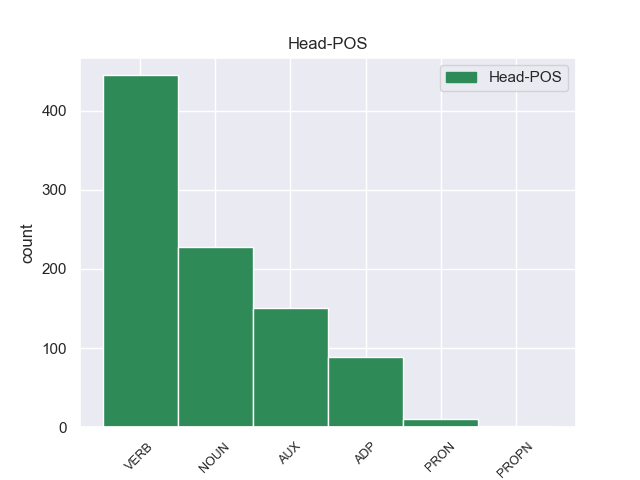 Head-POS
Head-POS
400
300
200
100
0
count
VERB
NOUN
AUX
ADP
PRON
PROPN